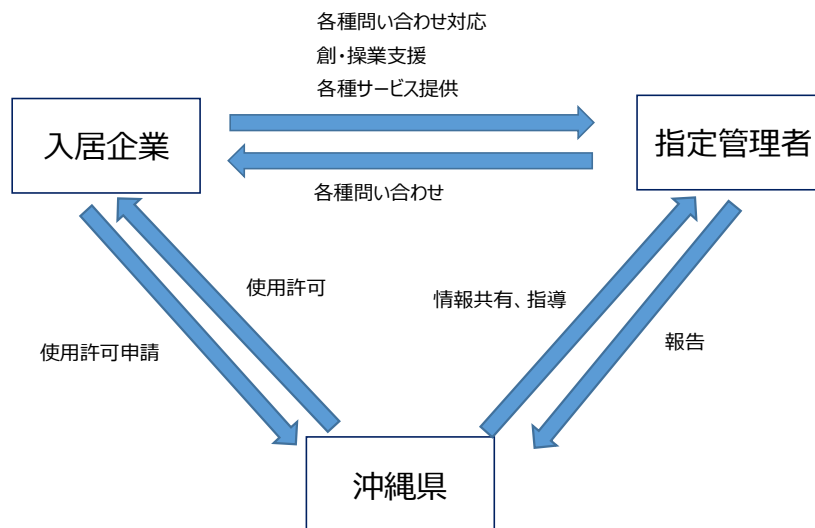 各種問い合わせ対応
創・操業支援
各種サービス提供
入居企業
指定管理者
各種問い合わせ
使用許可
情報共有、指導
使用許可申請
報告
沖縄県